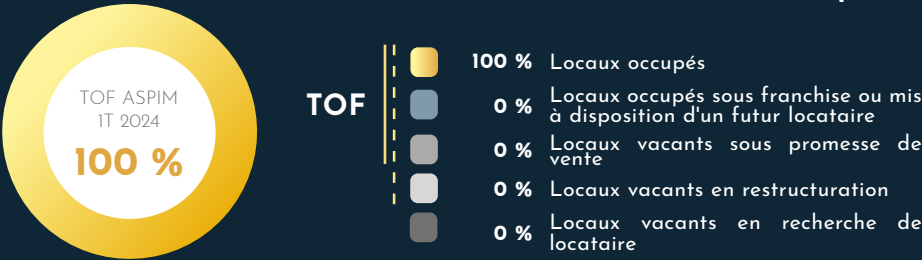 TOF ASPIM
1T 2024
100 %
TOF
100 % Locaux occupés
0 % Locaux occupés sous franchise ou mis
à disposition d'un futur locataire
0 % Locaux vacants sous promesse de
vente
0 % Locaux vacants en restructuration
0 % Locaux vacants en recherche de
locataire